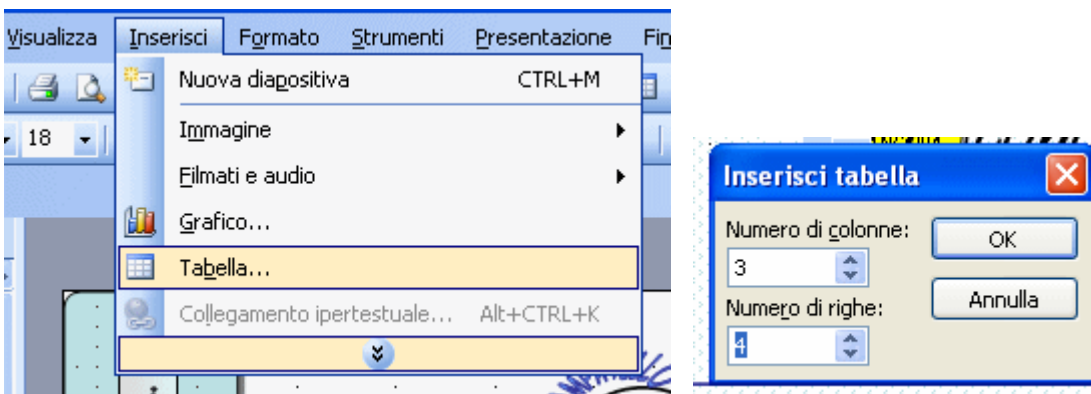 Visualizza Inserisci Formato Strumenti Presentazione
18
Nuova diapositiva CTRL+M
Immagine
Filmati e audio
Grafico...
Tabella...
Collegamento ipertestuale... Alt+CTRL+K
Inserisci tabella
Numero di colonne:
OK
3
Annulla
Numero di righe:
4